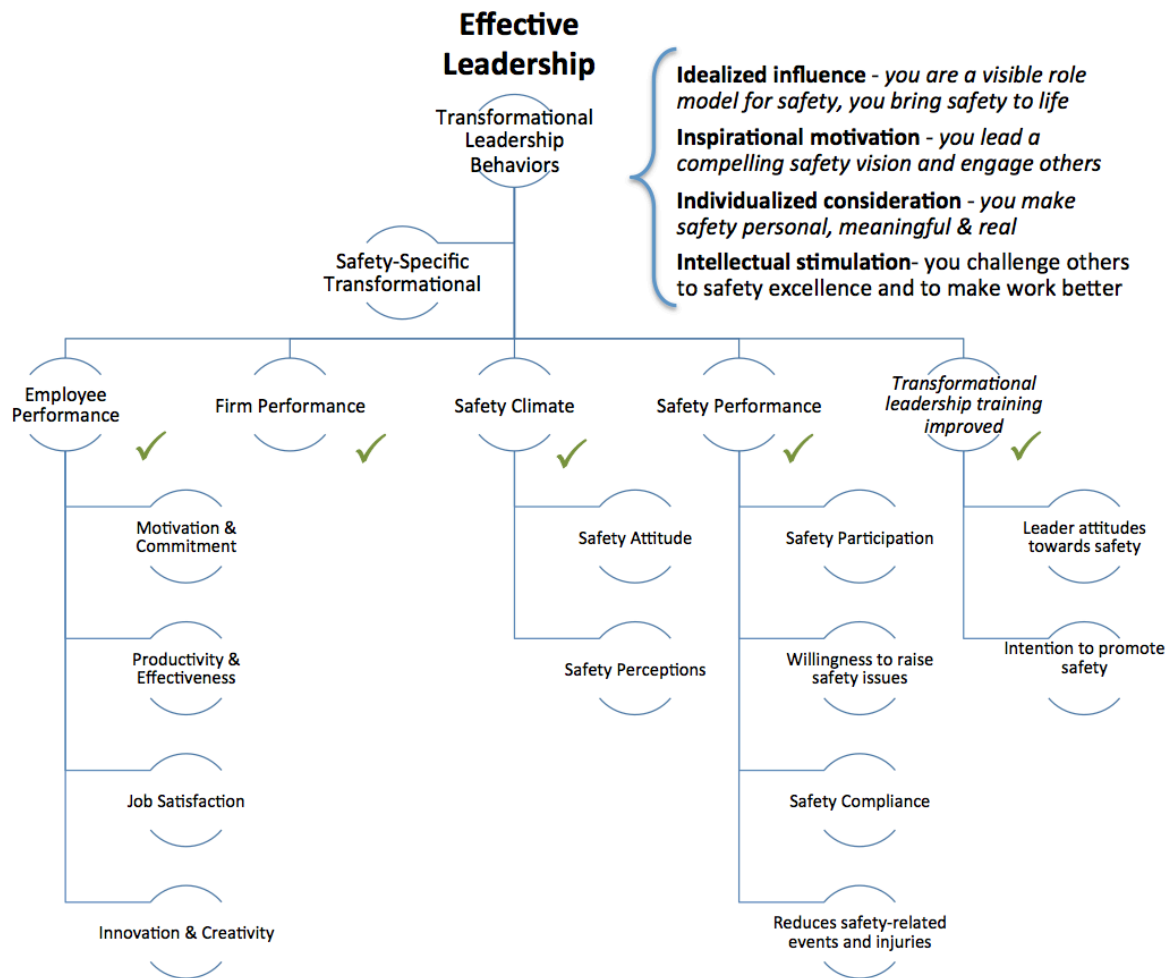 Effective
Leadership
Transformational
Leadership
Behaviors
Idealized influence - you are a visible role
model for safety, you bring safety to life
Inspirational motivation - you lead a
compelling safety vision and engage others
Individualized consideration - you make
safety personal, meaningful & real
Intellectual stimulation- you challenge others
to safety excellence and to make work better
Safety-Specific
Transformational
Employee
Performance
Firm Performance
Safety Climate
Safety Performance
Transformational
leadership training
improved
Motivation &
Commitment
Productivity &
Effectiveness
Job Satisfaction
Innovation & Creativity
Safety Attitude
Safety Perceptions
Safety Participation
Willingness to raise
safety issues
Safety Compliance
Reduces safety-related
events and injuries
Leader attitudes
towards safety
Intention to promote
safety